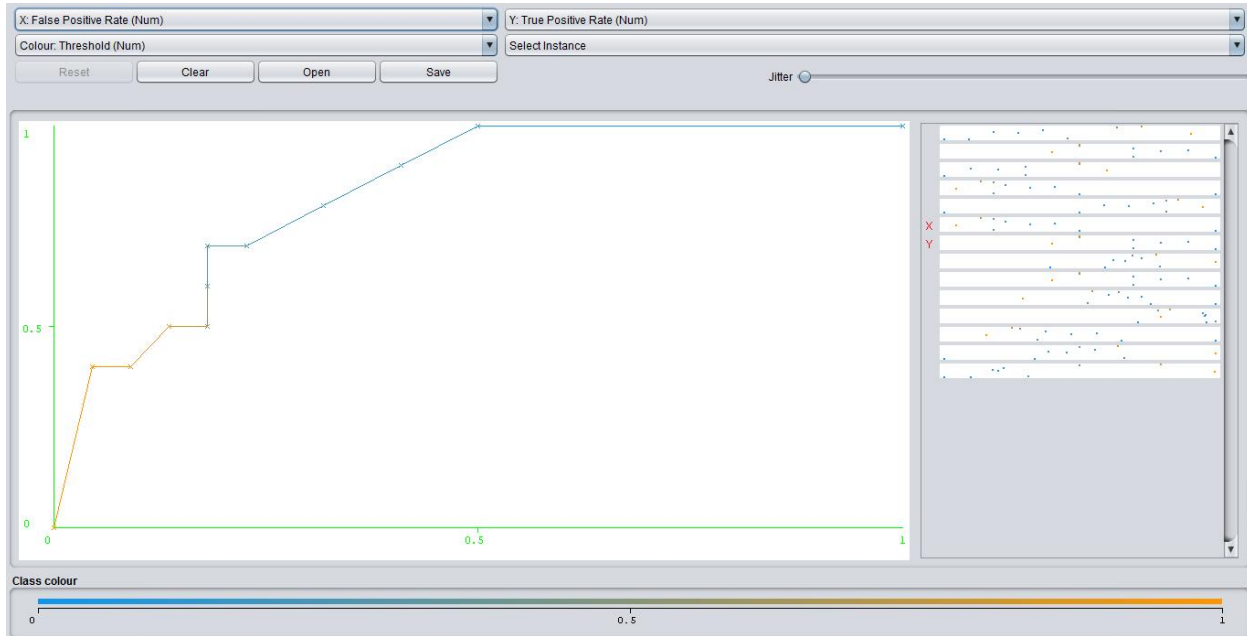 X: False Positive Rate (Num)
Y: True Positive Rate (Num)
Colour: Threshold (Num)
Select Instance
Reset
Clear
Open
Save
Jitter
1
0.5
0
0
0.5
1
X
Y
Class colour
0
0.5
1